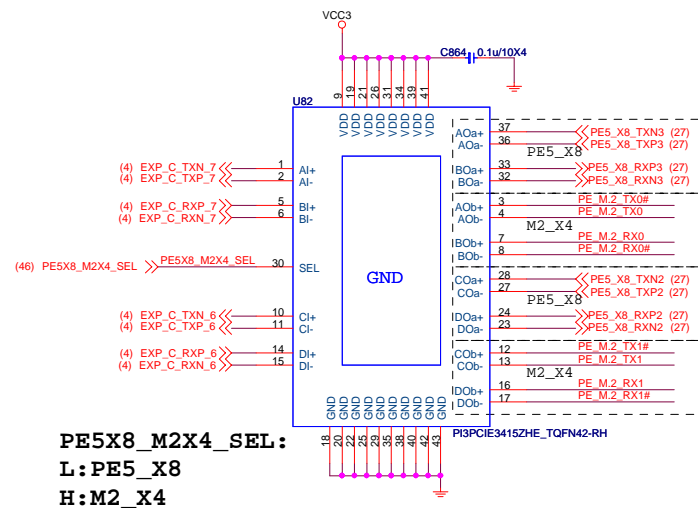 VCC3
C864 0.1u/10X4
U82
9 19 21 26 31 34 39 41
VDD VDD VDD VDD VDD VDD VDD VDD
(4) EXP_C_TXN_7 1 AI+
(4) EXP_C_TXP_7 2 AI-
(4) EXP_C_RXP_7 5 BI+
(4) EXP_C_RXN_7 6 BI-
(46) PE5X8_M2X4_SEL PE5X8_M2X4_SEL 30 SEL
(4) EXP_C_TXN_6 10 CI+
(4) EXP_C_TXP_6 11 CI-
(4) EXP_C_RXP_6 14 DI+
(4) EXP_C_RXN_6 15 DI-
GND
AOa+ 37 PE5_X8_TXN3 (27)
AOa- 36 PE5_X8_TXP3 (27)
PE5_X8
BOa+ 33 PE5_X8_RXP3 (27)
BOa- 32 PE5_X8_RXN3 (27)
AOb+ 3 PE_M.2_TX0#
AOb- 4 PE_M.2_TX0
M2_X4
BOb+ 7 PE_M.2_RX0
BOb- 8 PE_M.2_RX0#
COa+ 28 PE5_X8_TXN2 (27)
COa- 27 PE5_X8_TXP2 (27)
PE5_X8
DOa+ 24 PE5_X8_RXP2 (27)
DOa- 23 PE5_X8_RXN2 (27)
COb+ 12 PE_M.2_TX1#
COb- 13 PE_M.2_TX1
M2_X4
DOb+ 16 PE_M.2_RX1
DOb- 17 PE_M.2_RX1#
GND GND GND GND GND GND GND GND GND GND
18 20 22 25 29 35 38 40 42 43
PI3PCIE3415ZHE_TQFN42-RH
PE5X8_M2X4_SEL:
L:PE5_X8
H:M2_X4